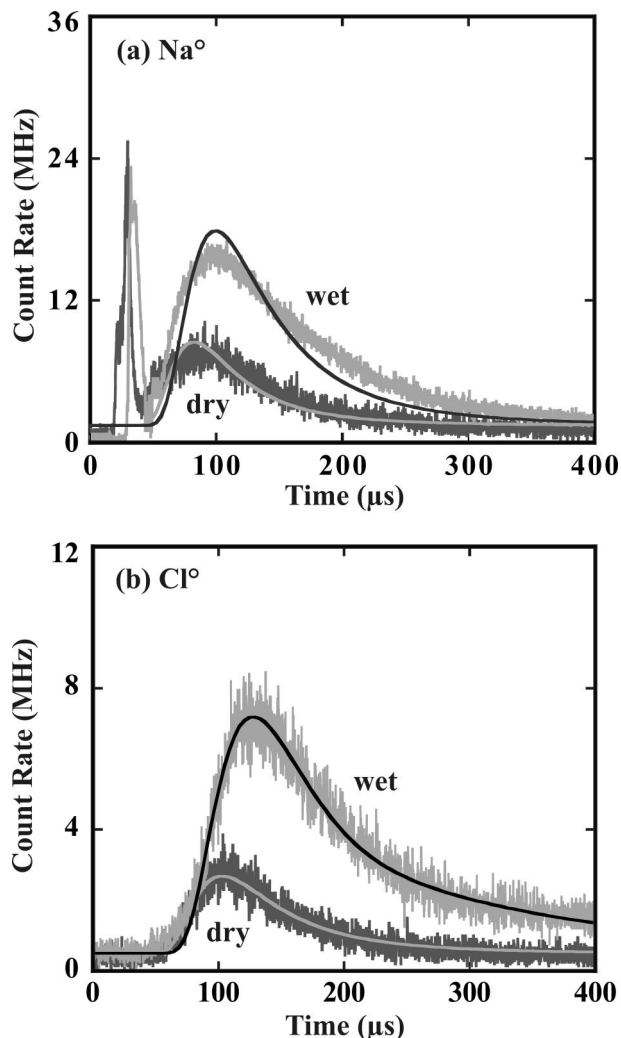 36
(a) Na°
24
12
0
Count Rate (MHz)
wet
dry
0 100 200 300 400
Time (μs)
12
(b) Cl°
8
4
0
Count Rate (MHz)
wet
dry
0 100 200 300 400
Time (μs)